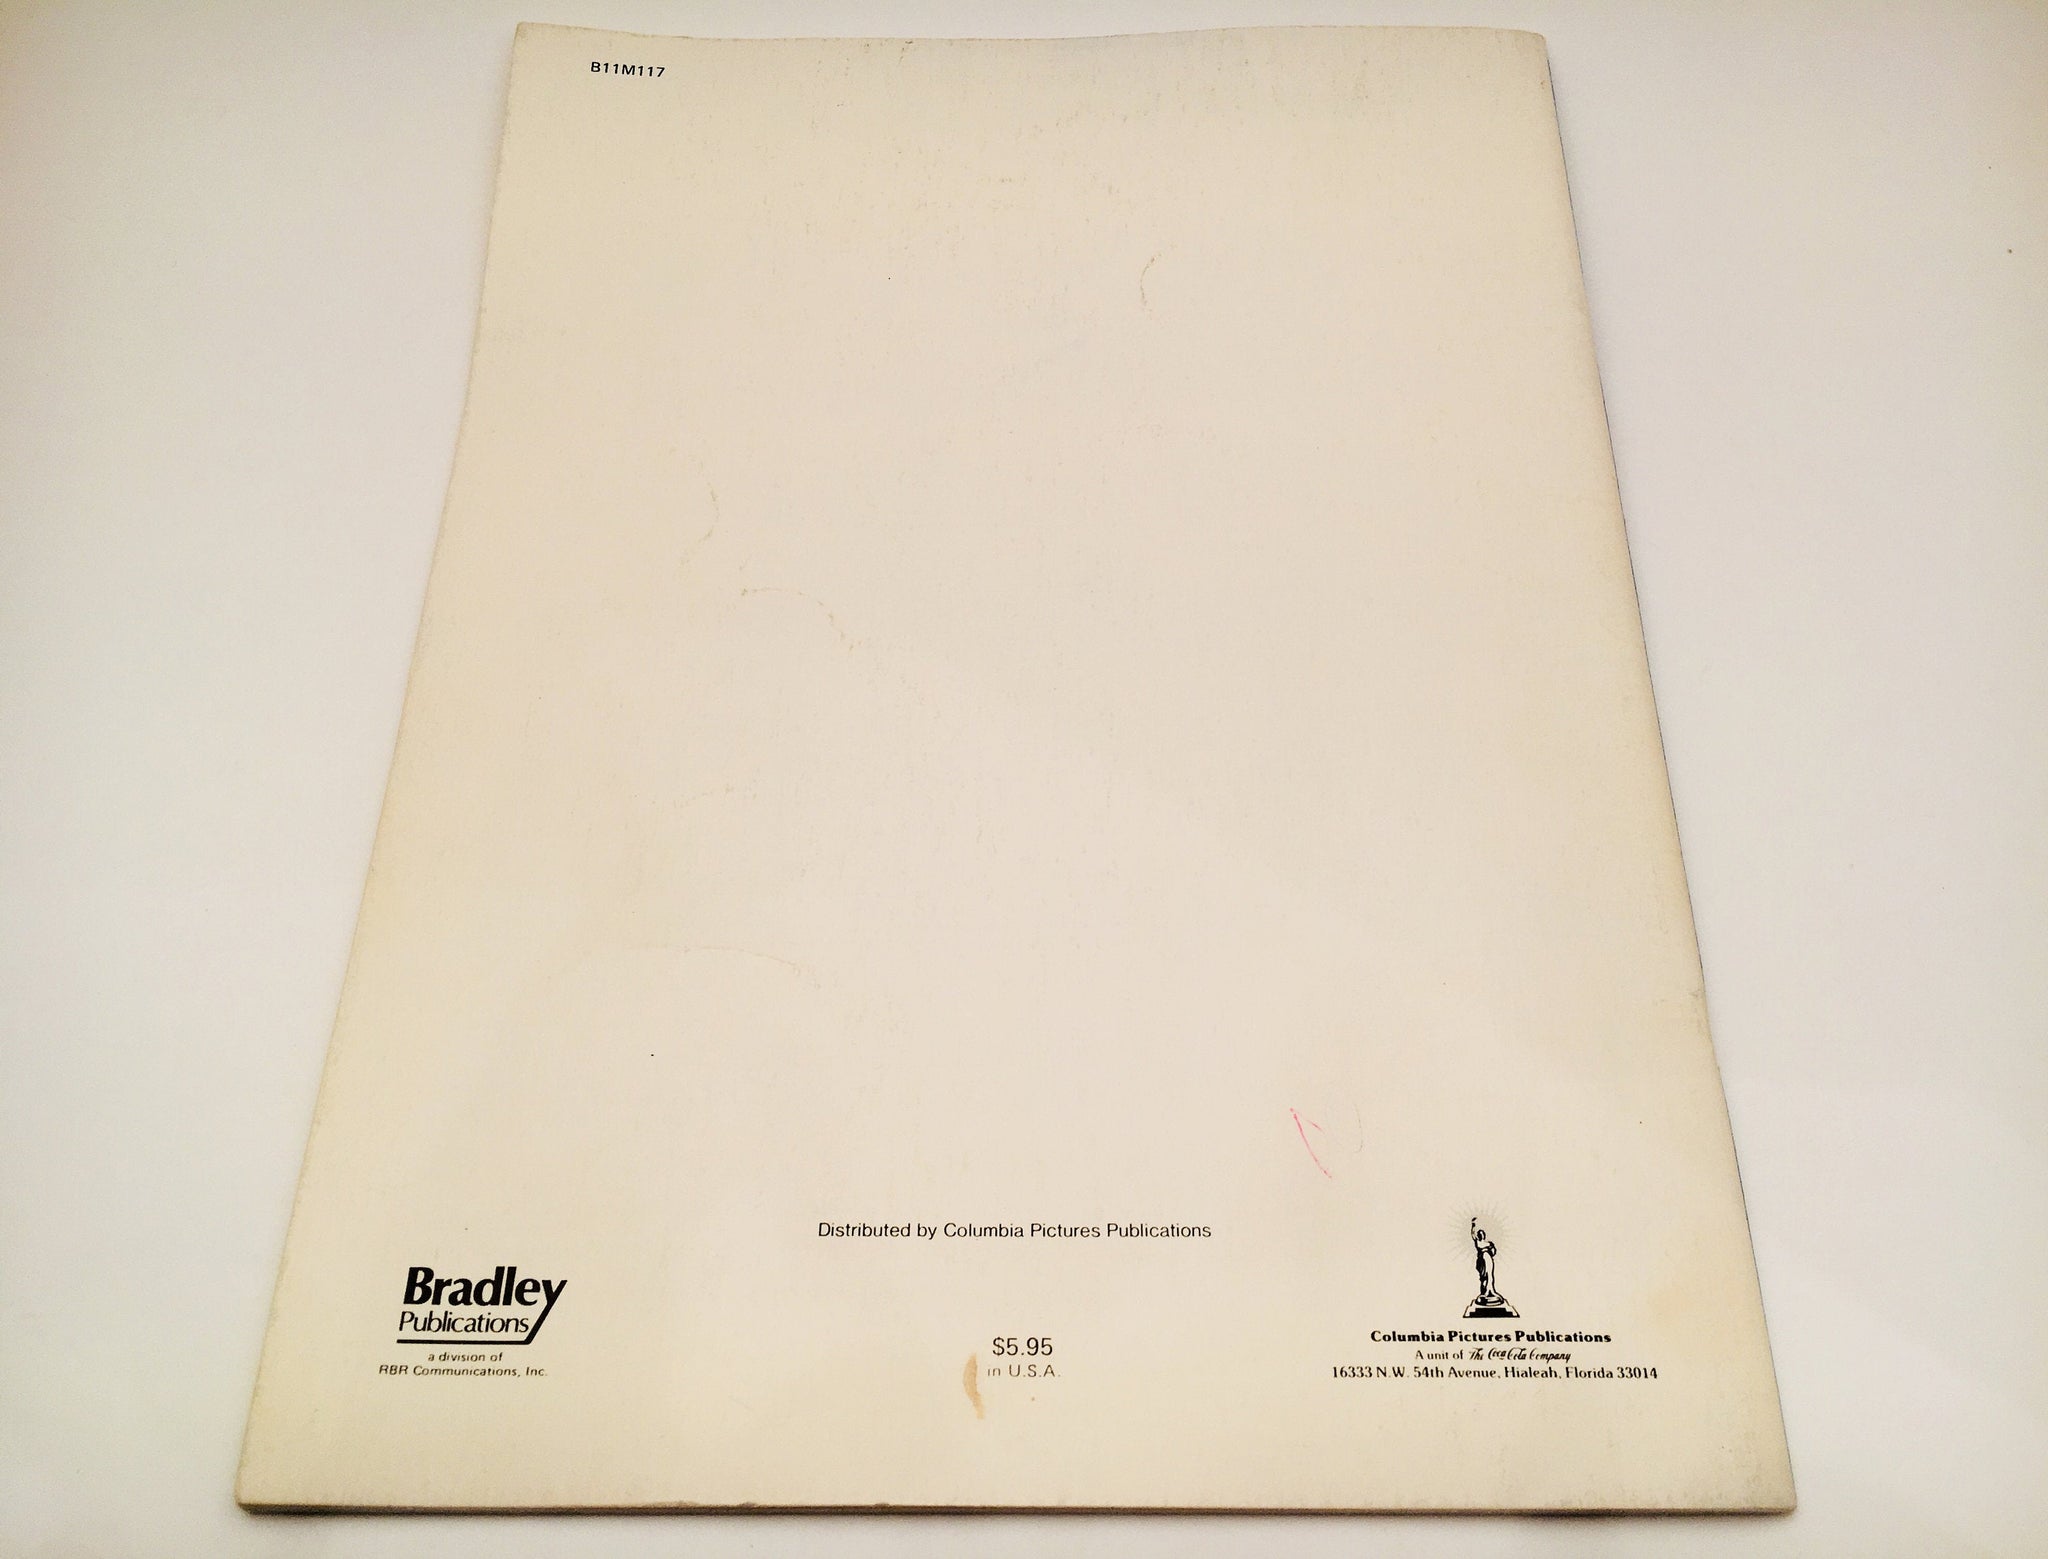 B11M117
Distributed by Columbia Pictures Publications
Bradley
Publications
a division of
RBR Communications, Inc.
$5.95
in U.S.A.
Columbia Pictures Publications
A unit of The Coca-Cola Company
16333 N.W. 54th Avenue, Hialeah, Florida 33014